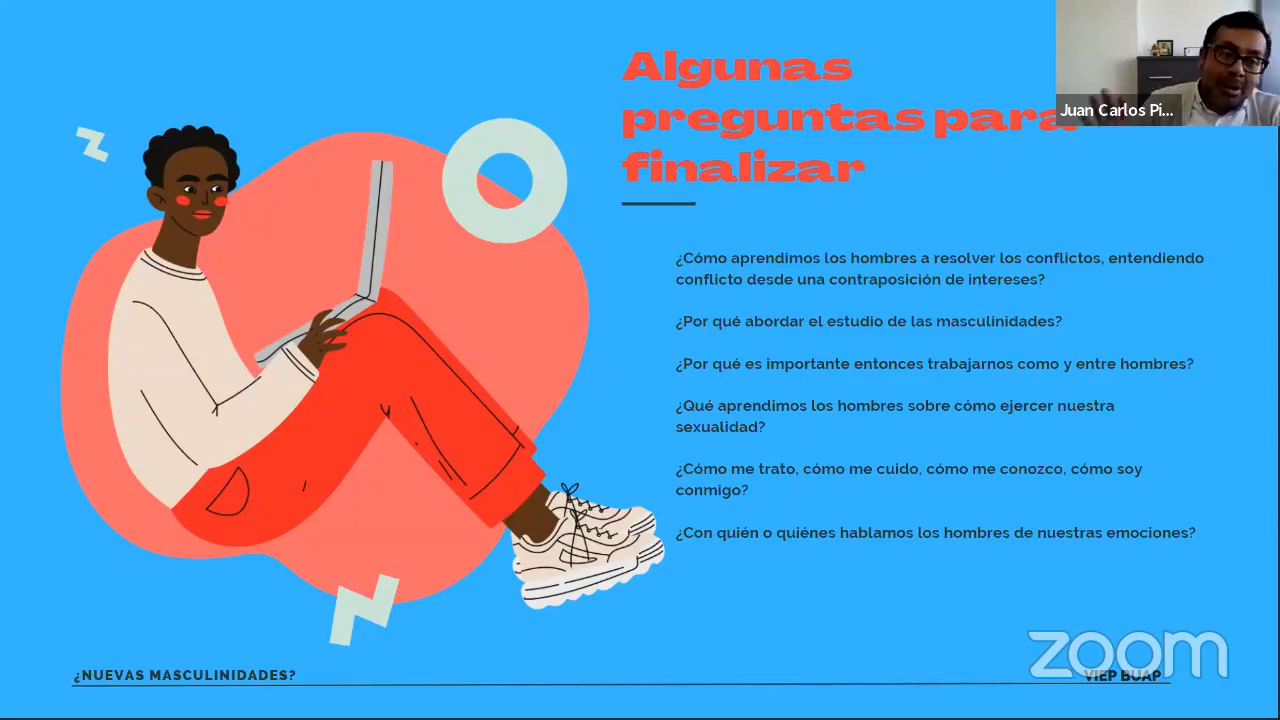 Algunas
preguntas para
finalizar
Juan Carlos Pi...
¿Cómo aprendimos los hombres a resolver los conflictos, entendiendo
conflicto desde una contraposición de intereses?
¿Por qué abordar el estudio de las masculinidades?
¿Por qué es importante entonces trabajarnos como y entre hombres?
¿Qué aprendimos los hombres sobre cómo ejercer nuestra
sexualidad?
¿Cómo me trato, cómo me cuido, cómo me conozco, cómo soy
conmigo?
¿Con quién o quiénes hablamos los hombres de nuestras emociones?
zoom
¿NUEVAS MASCULINIDADES?
VIEP BUAP